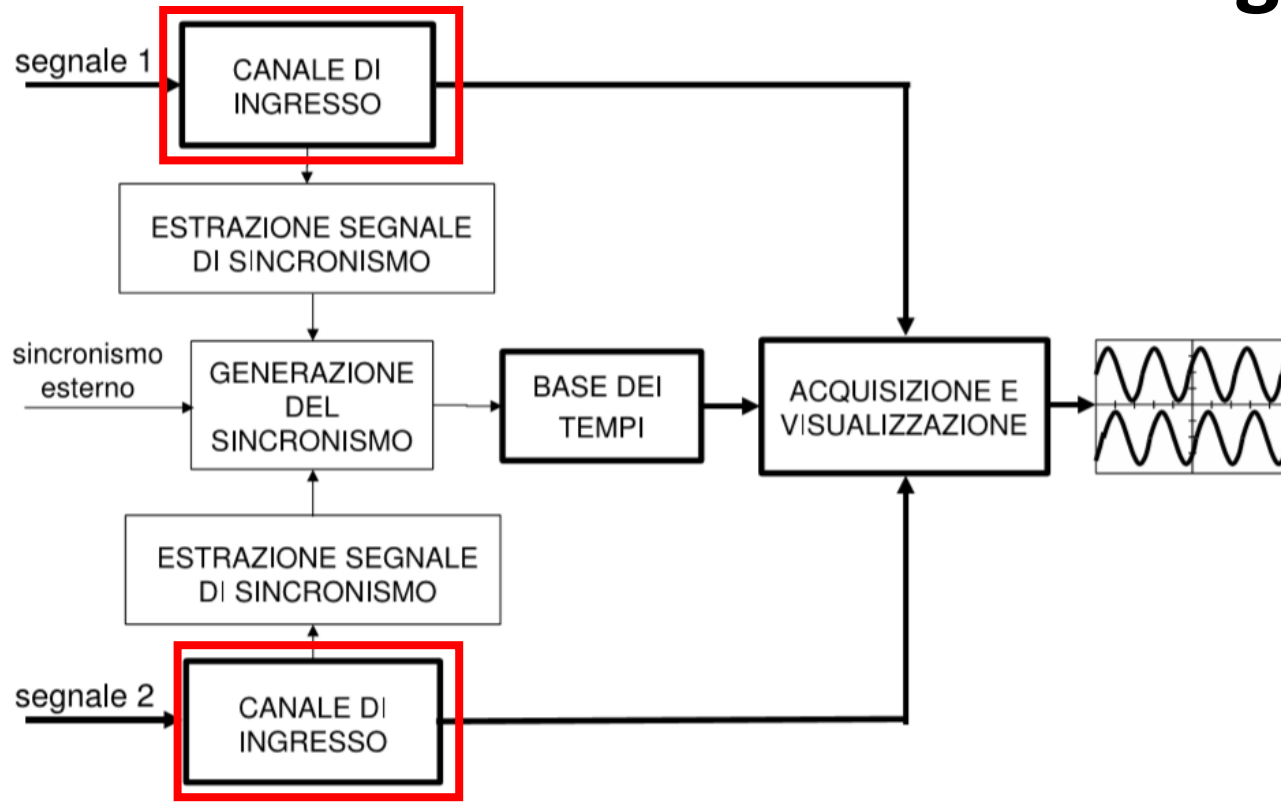 g
segnale 1
CANALE DI
INGRESSO
ESTRAZIONE SEGNALE
DI SINCRONISMO
sincronismo
esterno
GENERAZIONE
DEL
SINCRONISMO
BASE DEI
TEMPI
ACQUISIZIONE E
VISUALIZZAZIONE
ESTRAZIONE SEGNALE
DI SINCRONISMO
segnale 2
CANALE DI
INGRESSO